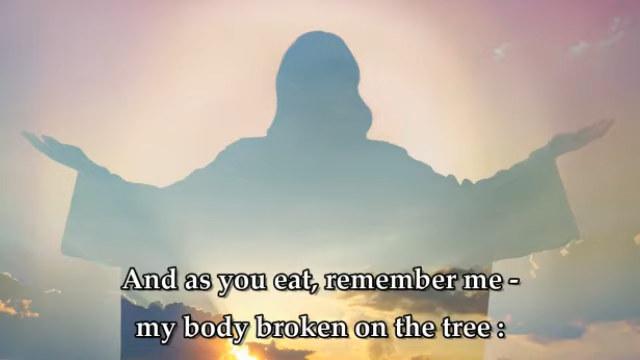 And as you eat, remember me -
my body broken on the tree :